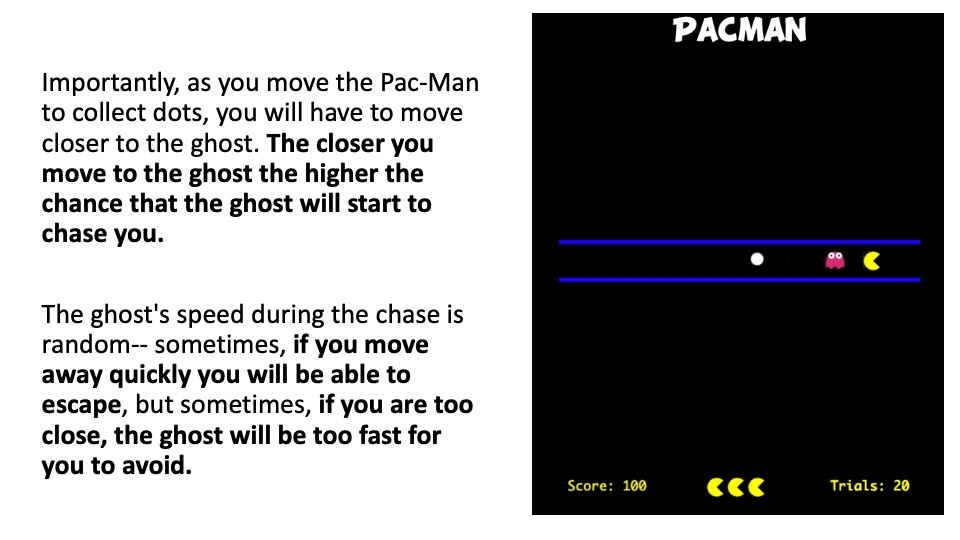 Importantly, as you move the Pac-Man
to collect dots, you will have to move
closer to the ghost. The closer you
move to the ghost the higher the
chance that the ghost will start to
chase you.
The ghost's speed during the chase is
random-- sometimes, if you move
away quickly you will be able to
escape, but sometimes, if you are too
close, the ghost will be too fast for
you to avoid.
PACMAN
Score: 100
Trials: 20